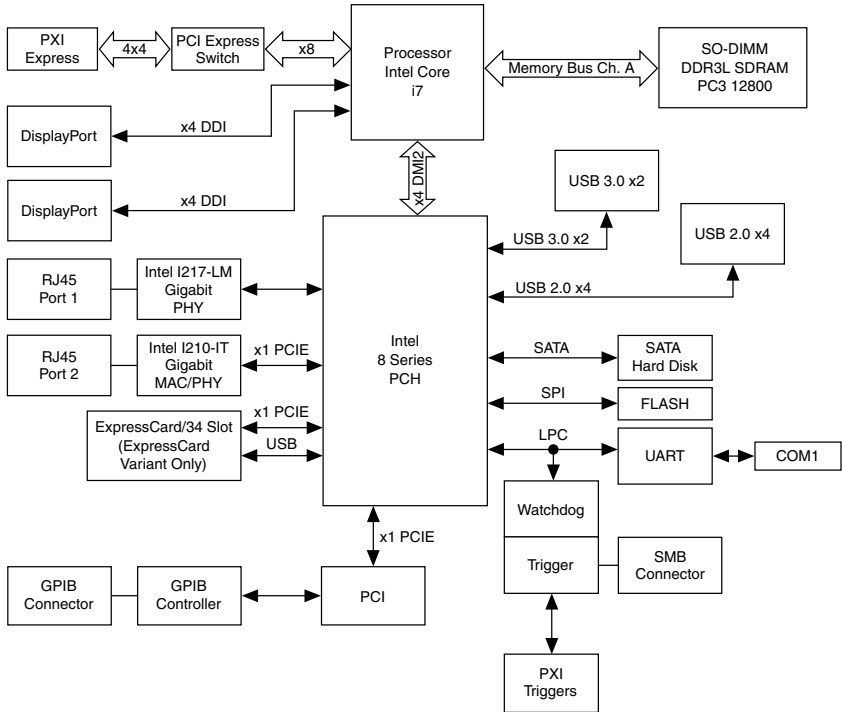 PXI
Express
4x4
PCI Express
Switch
x8
Processor
Intel Core
i7
Memory Bus Ch. A
SO-DIMM
DDR3L SDRAM
PC3 12800
DisplayPort
x4 DDI
DisplayPort
x4 DDI
x4 DMI2
USB 3.0 x2
USB 3.0 x2
USB 2.0 x4
USB 2.0 x4
RJ45
Port 1
Intel I217-LM
Gigabit
PHY
RJ45
Port 2
Intel I210-IT
Gigabit
MAC/PHY
x1 PCIE
Intel
8 Series
PCH
SATA
SATA
Hard Disk
SPI
FLASH
ExpressCard/34 Slot
(ExpressCard
Variant Only)
x1 PCIE
USB
LPC
UART
COM1
Watchdog
Trigger
SMB
Connector
x1 PCIE
GPIB
Connector
GPIB
Controller
PCI
PXI
Triggers